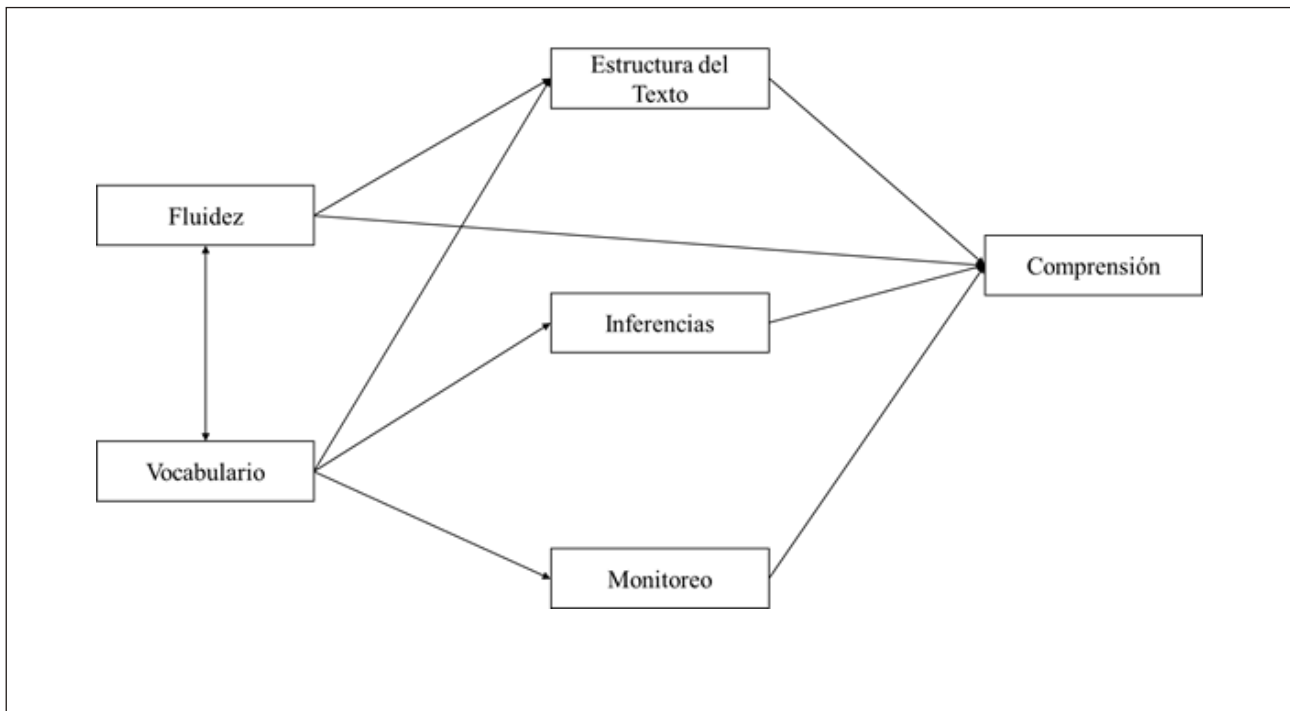 Estructura del
Texto
Fluidez
Comprensión
Inferencias
Vocabulario
Monitoreo